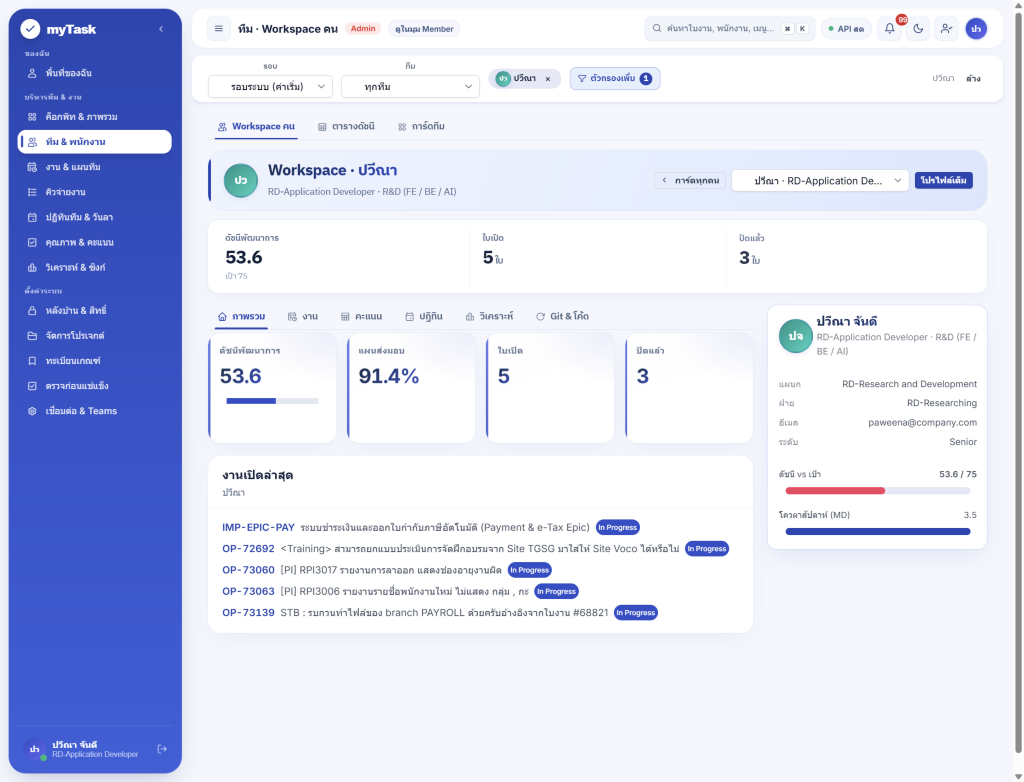 myTask
ของฉัน
พื้นที่ของฉัน
บริหารทีม & งาน
ค็อกพิท & ภาพรวม
ทีม & พนักงาน
งาน & แผนทีม
คิวจ่ายงาน
ปฏิทินทีม & วันลา
คุณภาพ & คะแนน
วิเคราะห์ & ซิงก์
ตั้งค่าระบบ
หลังบ้าน & สิทธิ์
จัดการโปรเจกต์
ทะเบียนเกณฑ์
ตรวจก่อนแช่แข็ง
เชื่อมต่อ & Teams
ปวีณา จันดี
RD-Application Developer
ทีม · Workspace คน Admin ดูในมุม Member
ค้นหาใบงาน, พนักงาน, เมนู... ⌘ K API สด 99 ปว
รอบ ทีม
รอบระบบ (ค่าเริ่ม) ทุกทีม ปว ปวีณา × ตัวกรองเพิ่ม 1 ปวีณา ล้าง
Workspace คน ตารางดัชนี การ์ดทีม
ปว Workspace · ปวีณา
RD-Application Developer · R&D (FE / BE / AI)
การ์ดทุกคน ปวีณา · RD-Application De... โปรไฟล์เต็ม
ดัชนีพัฒนาการ ใบเปิด ปิดแล้ว
53.6 5 ใบ 3 ใบ
เป้า 75
ภาพรวม งาน คะแนน ปฏิทิน วิเคราะห์ Git & โค้ด
ดัชนีพัฒนาการ แผนส่งมอบ ใบเปิด ปิดแล้ว
53.6 91.4% 5 3
งานเปิดล่าสุด
ปวีณา
IMP-EPIC-PAY ระบบชำระเงินและออกใบกำกับภาษีอัตโนมัติ (Payment & e-Tax Epic) In Progress
OP-72692 <Training> สามารถยกแบบประเมินการจัดฝึกอบรมจาก Site TGSG มาใส่ให้ Site Voco ได้หรือไม่ In Progress
OP-73060 [PI] RPI3017 รายงานการลาออก แสดงช่องอายุงานผิด In Progress
OP-73063 [PI] RPI3006 รายงานรายชื่อพนักงานใหม่ ไม่แสดง กลุ่ม , กะ In Progress
OP-73139 STB : รบกวนทำไฟล์ของ branch PAYROLL ด้วยครับอ้างอิงจากใบงาน #68821 In Progress
ปจ ปวีณา จันดี
RD-Application Developer · R&D (FE /
BE / AI)
แผนก RD-Research and Development
ฝ่าย RD-Researching
อีเมล paweena@company.com
ระดับ Senior
ดัชนี vs เป้า 53.6 / 75
โควตาสัปดาห์ (MD) 3.5